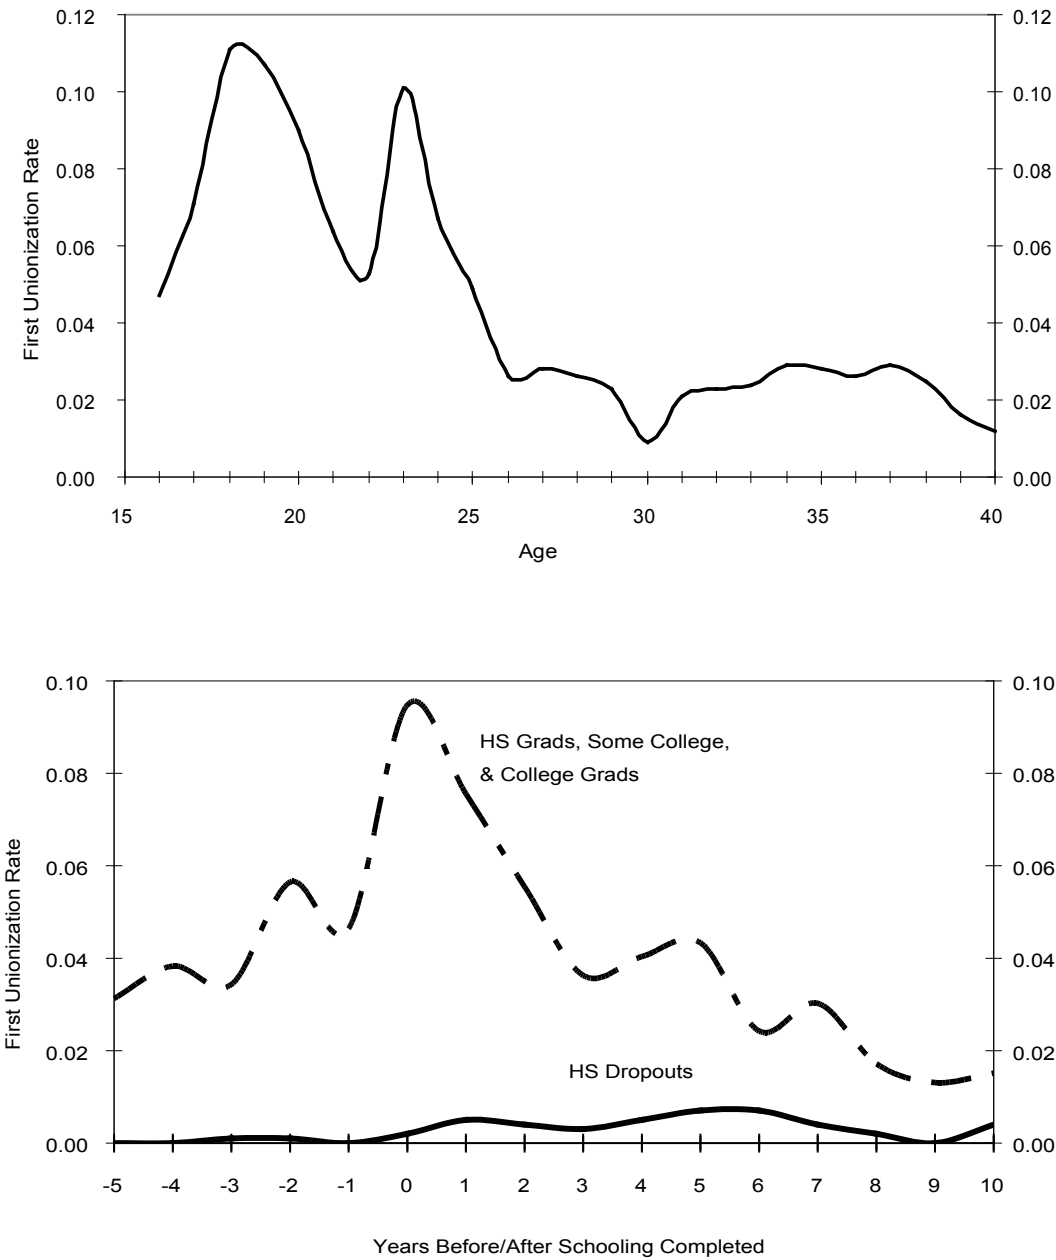 0.12 0.12
0.10 0.10
0.08 0.08
0.06 0.06
0.04 0.04
0.02 0.02
0.00 0.00
First Unionization Rate
15 20 25 30 35 40
Age
0.10 0.10
HS Grads, Some College,
& College Grads
0.08 0.08
0.06 0.06
0.04 0.04
0.02 0.02
HS Dropouts
0.00 0.00
First Unionization Rate
-5 -4 -3 -2 -1 0 1 2 3 4 5 6 7 8 9 10
Years Before/After Schooling Completed